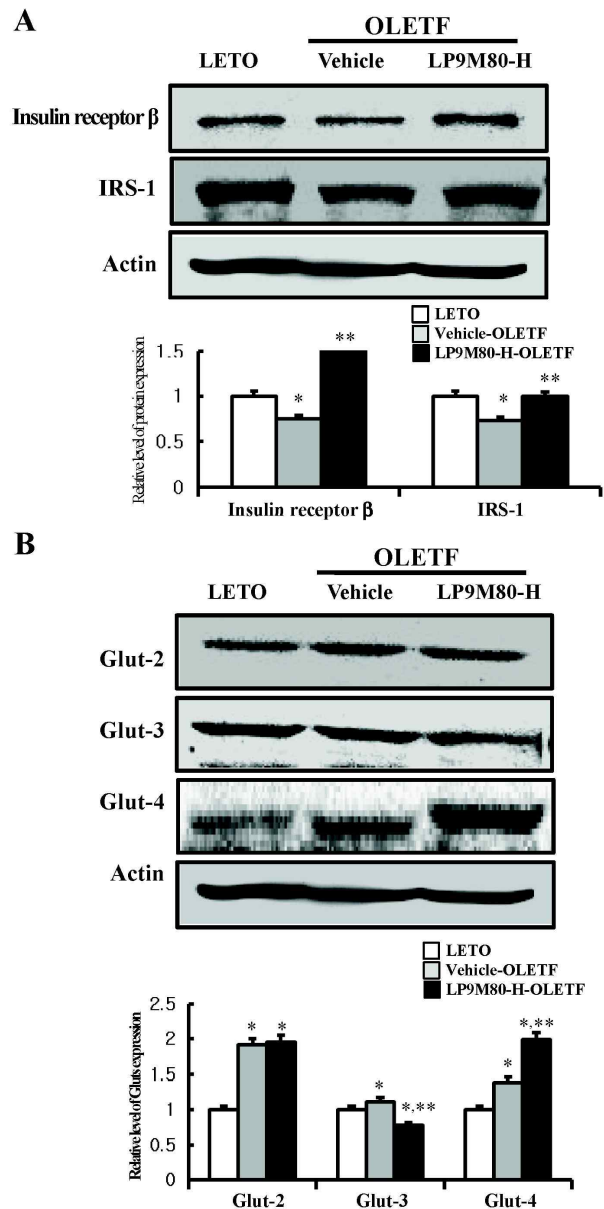 A
OLETF
LETO Vehicle LP9M80-H
Insulin receptor β
IRS-1
Actin
LETO
Vehicle-OLETF
LP9M80-H-OLETF
Relative level of protein expression
1.5
1
0.5
0
* ** * **
Insulin receptor β IRS-1
B
OLETF
LETO Vehicle LP9M80-H
Glut-2
Glut-3
Glut-4
Actin
LETO
Vehicle-OLETF
LP9M80-H-OLETF
Relative level of Gluts expression
2.5
2
1.5
1
0.5
0
* * * *,** * *,**
Glut-2 Glut-3 Glut-4